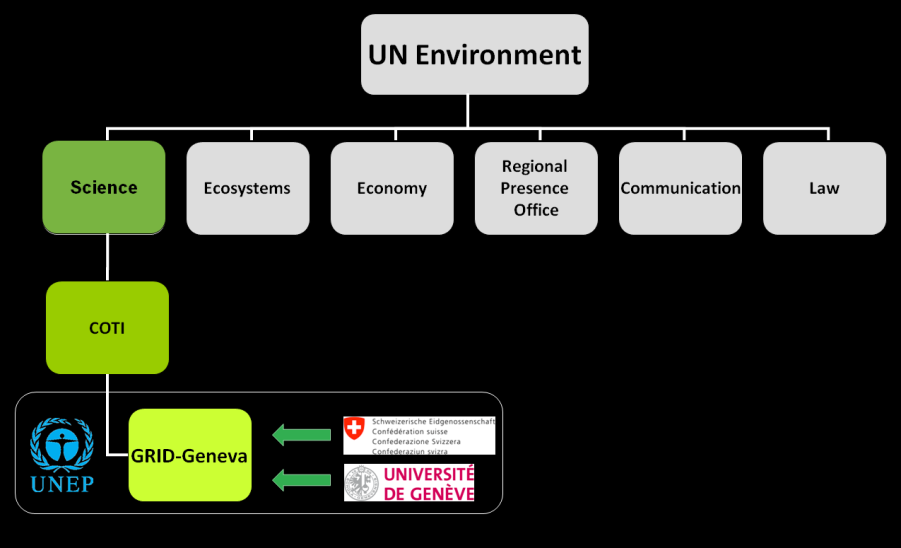 UN Environment
Science
Ecosystems
Economy
Regional
Presence
Office
Communication
Law
COTI
UNEP
GRID-Geneva
Schweizerische Eidgenossenschaft
Confédération suisse
Confederazione Svizzera
Confederaziun svizra
UNIVERSITÉ
DE GENÈVE